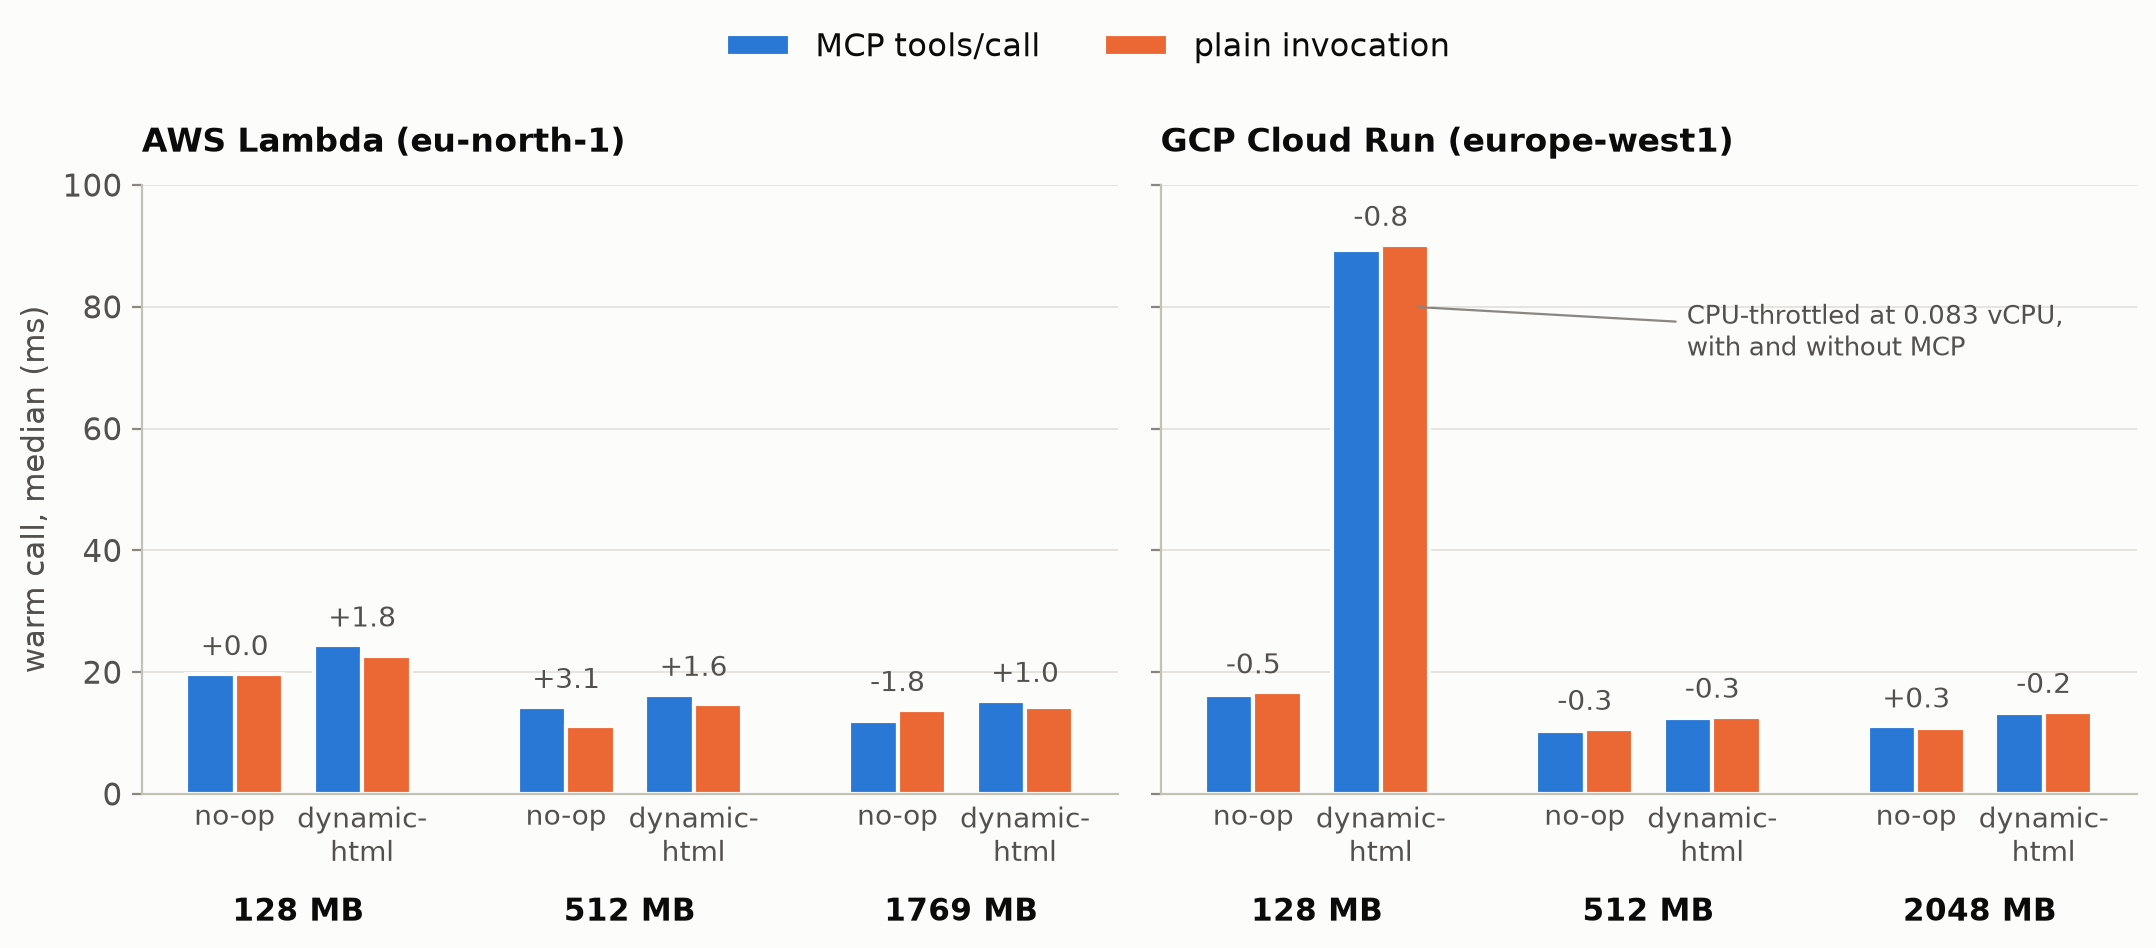 MCP tools/call
plain invocation
AWS Lambda (eu-north-1)
GCP Cloud Run (europe-west1)
warm call, median (ms)
100
80
60
40
20
0
+0.0
+1.8
+3.1
+1.6
-1.8
+1.0
-0.5
-0.8
-0.3
-0.3
+0.3
-0.2
CPU-throttled at 0.083 vCPU,
with and without MCP
no-op
dynamic-
html
no-op
dynamic-
html
no-op
dynamic-
html
no-op
dynamic-
html
no-op
dynamic-
html
no-op
dynamic-
html
128 MB
512 MB
1769 MB
128 MB
512 MB
2048 MB